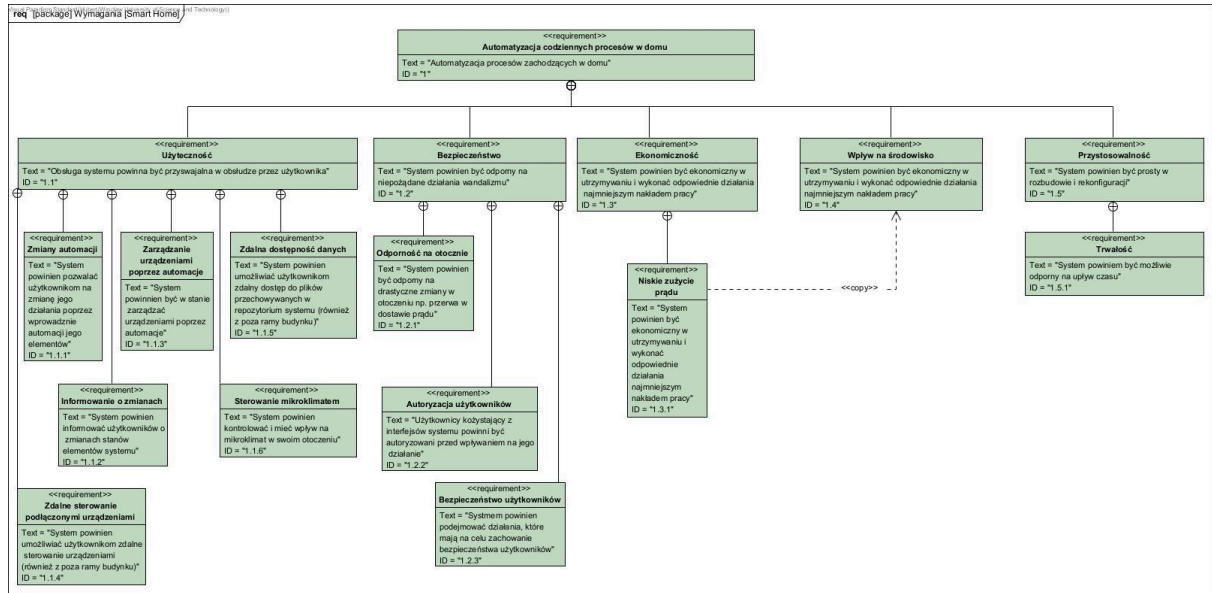 Visual Paradigm Standard(Hubert(Wroclaw University of Science and Technology))
req [package] Wymagania [Smart Home]
<<requirement>>
Automatyzacja codziennych procesów w domu
Text = "Automatyzacja procesów zachodzących w domu"
ID = "1"
<<requirement>>
Użyteczność
Text = "Obsługa systemu powinna być przyswajalna w obsłudze przez użytkownika"
ID = "1.1"
<<requirement>>
Bezpieczeństwo
Text = "System powinien być odporny na
niepożądane działania wandalizmu"
ID = "1.2"
<<requirement>>
Ekonomiczność
Text = "System powinien być ekonomiczny w
utrzymywaniu i wykonać odpowiednie działania
najmniejszym nakładem pracy"
ID = "1.3"
<<requirement>>
Wpływ na środowisko
Text = "System powinien być ekonomiczny w
utrzymywaniu i wykonać odpowiednie działania
najmniejszym nakładem pracy"
ID = "1.4"
<<requirement>>
Przystosowalność
Text = "System powinien być prosty w
rozbudowie i rekonfiguracji"
ID = "1.5"
<<requirement>>
Zmiany automacji
Text = "System
powinien pozwalać
użytkownikom na
zmianę jego
działania poprzez
wprowadznie
automacji jego
elementów"
ID = "1.1.1"
<<requirement>>
Zarządzanie
urządzeniami
poprzez automacje
Text = "System
powinnien być w stanie
zarządzać
urządzeniami poprzez
automacje"
ID = "1.1.3"
<<requirement>>
Zdalna dostępność danych
Text = "System powinien
umożliwiać użytkownikom
zdalny dostęp do plików
przechowywanych w
repozytorium systemu (również
z poza ramy budynku)"
ID = "1.1.5"
<<requirement>>
Odporność na otocznie
Text = "System powinien
być odporny na
drastyczne zmiany w
otoczeniu np. przerwa w
dostawie prądu"
ID = "1.2.1"
<<requirement>>
Niskie zużycie
prądu
Text = "System
powinien być
ekonomiczny w
utrzymywaniu i
wykonać
odpowiednie
działania
najmniejszym
nakładem pracy"
ID = "1.3.1"
<<copy>>
<<requirement>>
Trwałość
Text = "System powiniem być możliwie
odporny na upływ czasu"
ID = "1.5.1"
<<requirement>>
Informowanie o zmianach
Text = "System powinien
informować użytkowników o
zmianach stanów
elementów systemu"
ID = "1.1.2"
<<requirement>>
Sterowanie mikroklimatem
Text = "System powinien
kontrolować i mieć wpływ na
mikroklimat w swoim otoczeniu"
ID = "1.1.6"
<<requirement>>
Autoryzacja użytkowników
Text = "Użytkownicy kożystający z
interfejsów systemu powinni być
autoryzowani przed wpływaniem na jego
działanie"
ID = "1.2.2"
<<requirement>>
Zdalne sterowanie
podłączonymi urządzeniami
Text = "System powinien
umożliwiać użytkownikom zdalne
sterowanie urządzeniami
(również z poza ramy budynku)"
ID = "1.1.4"
<<requirement>>
Bezpieczeństwo użytkowników
Text = "Systmem powinien
podejmować działania, które
mają na celu zachowanie
bezpieczeństwa użytkowników"
ID = "1.2.3"